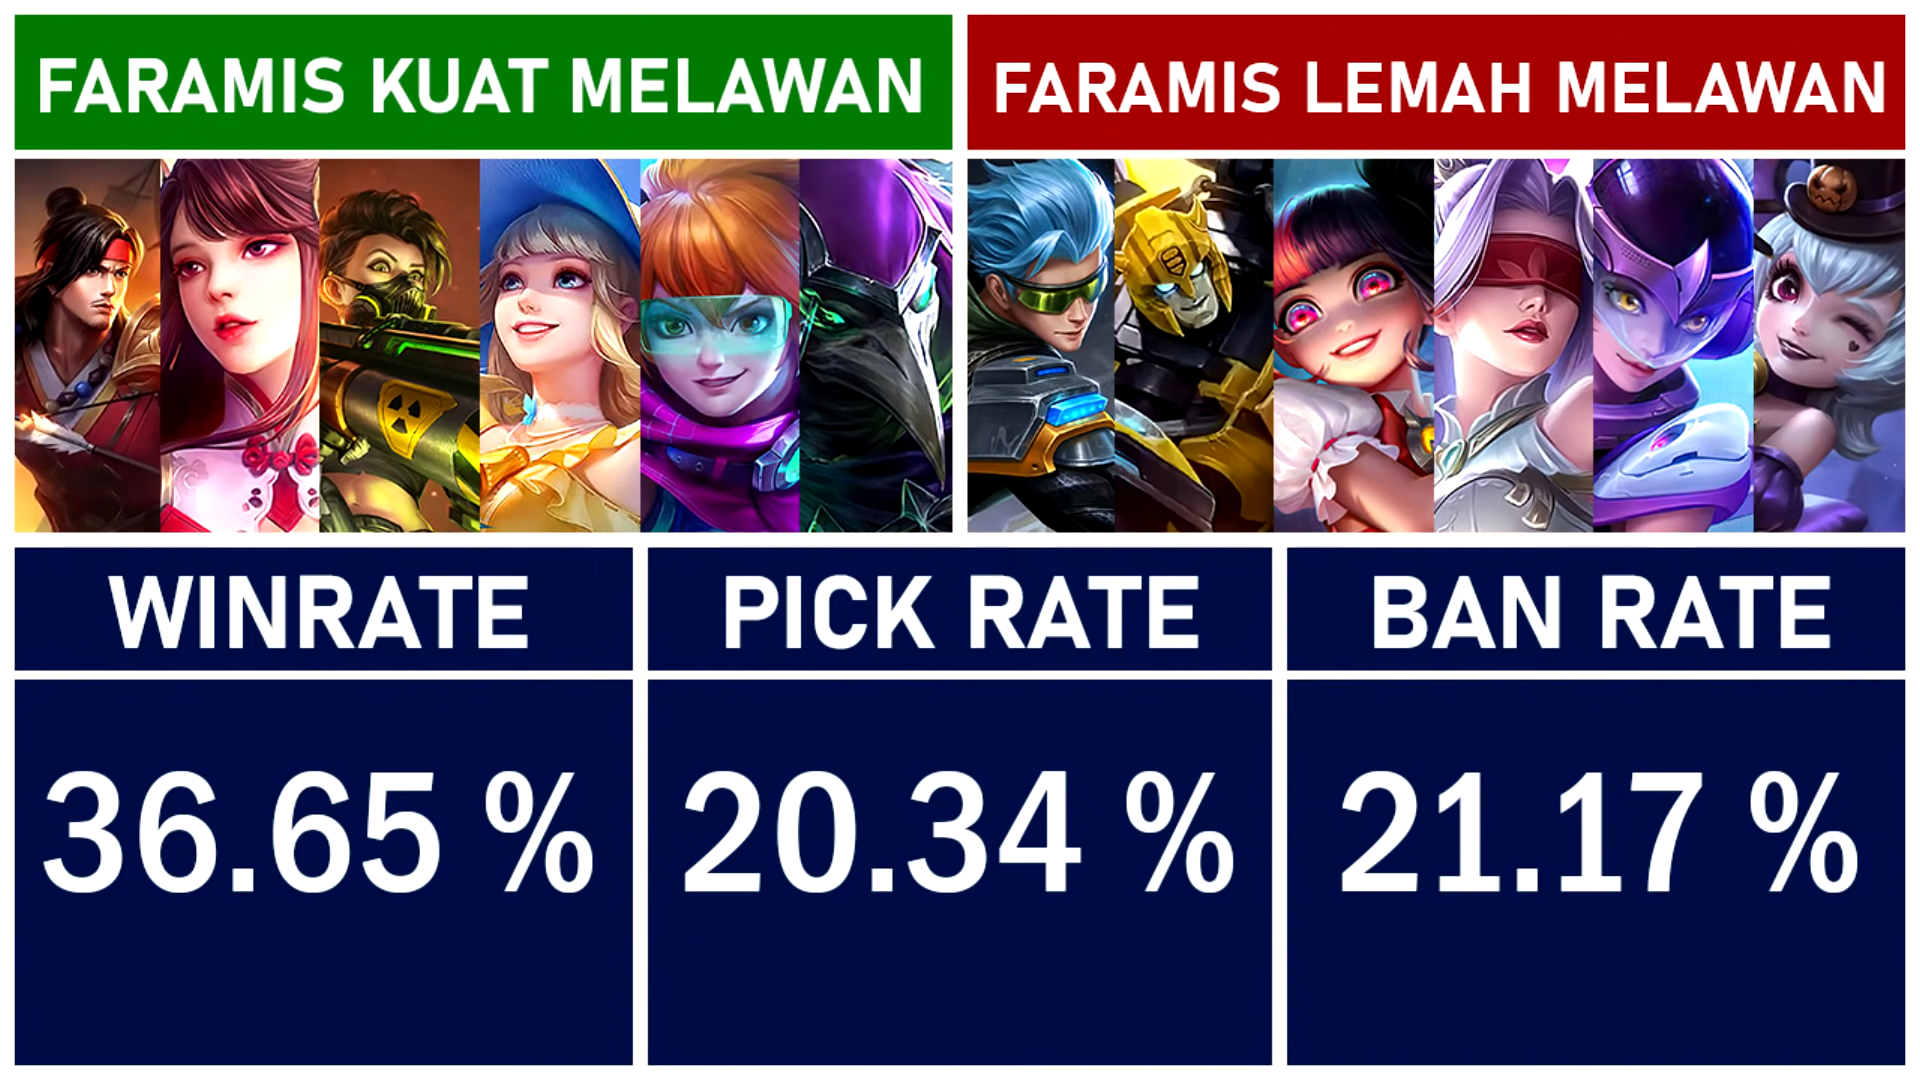 FARAMIS KUAT MELAWAN
FARAMIS LEMAH MELAWAN
WINRATE
PICK RATE
BAN RATE
36.65 %
20.34 %
21.17 %